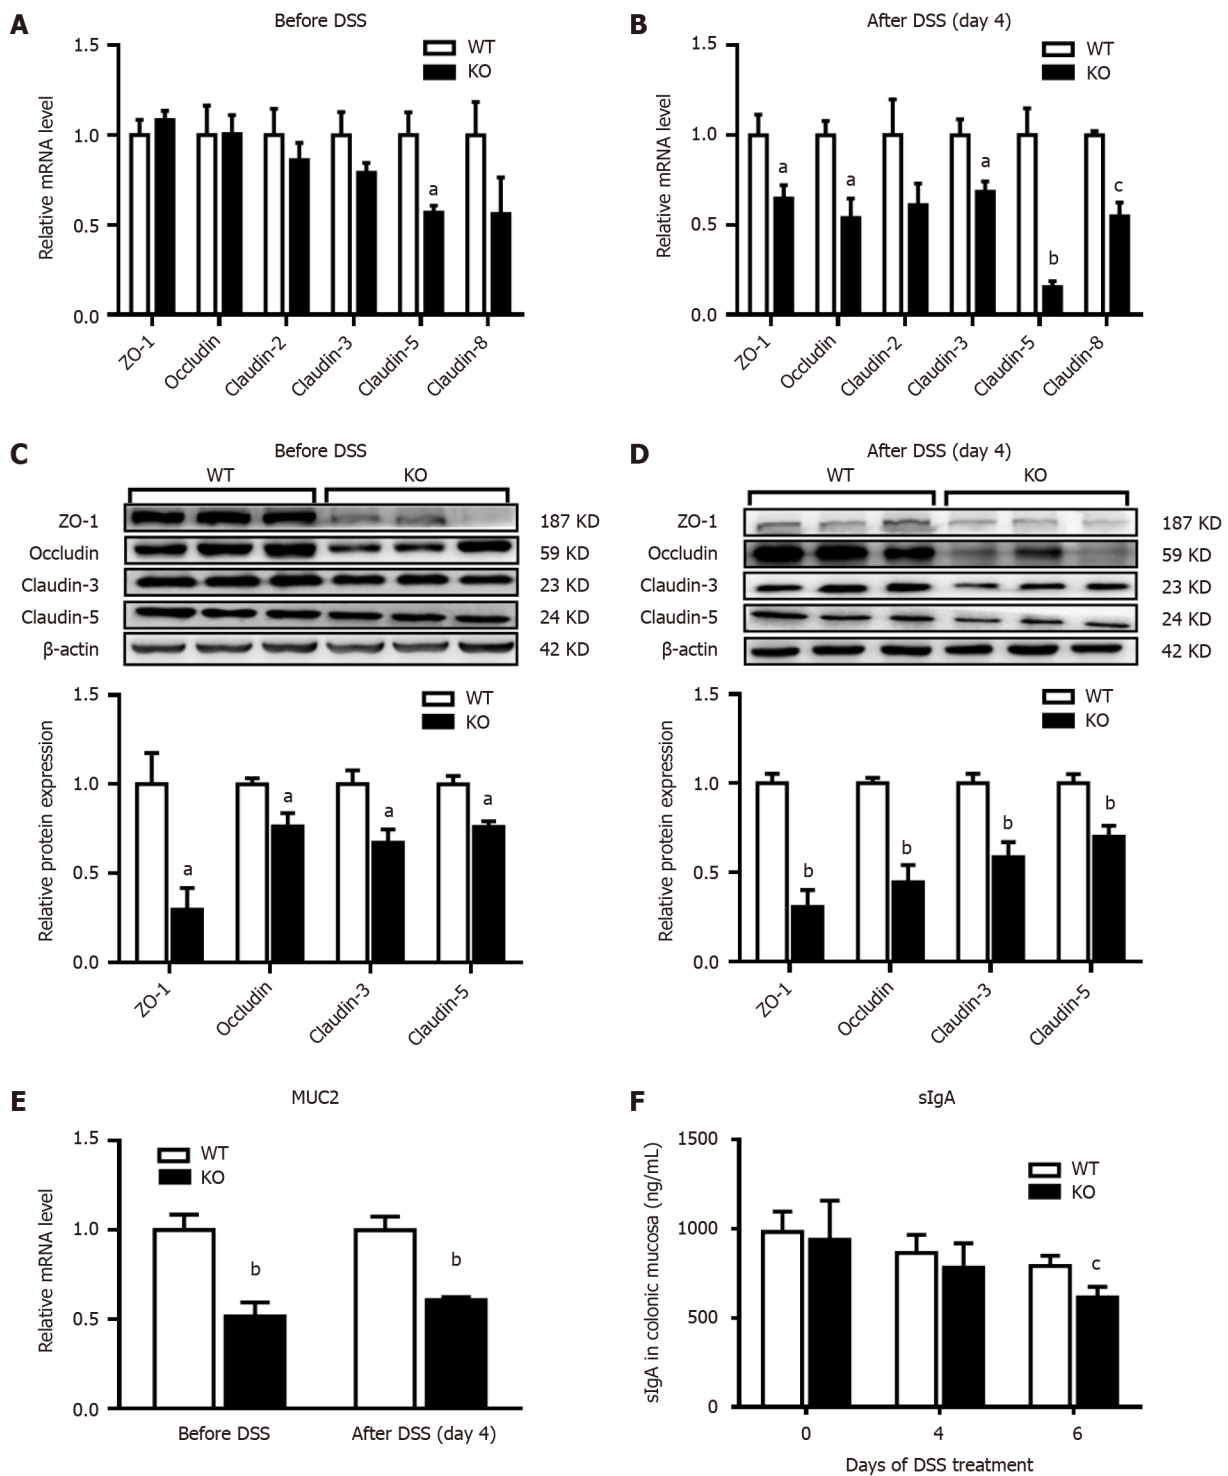 A
Before DSS
WT
KO
Relative mRNA level
1.5
1.0
0.5
0.0
a
ZO-1
Occludin
Claudin-2
Claudin-3
Claudin-5
Claudin-8
B
After DSS (day 4)
WT
KO
Relative mRNA level
1.5
1.0
0.5
0.0
a
a
a
b
c
ZO-1
Occludin
Claudin-2
Claudin-3
Claudin-5
Claudin-8
C
Before DSS
WT
KO
ZO-1
187 KD
Occludin
59 KD
Claudin-3
23 KD
Claudin-5
24 KD
β-actin
42 KD
WT
KO
Relative protein expression
1.5
1.0
0.5
0.0
a
a
a
a
ZO-1
Occludin
Claudin-3
Claudin-5
D
After DSS (day 4)
WT
KO
ZO-1
187 KD
Occludin
59 KD
Claudin-3
23 KD
Claudin-5
24 KD
β-actin
42 KD
WT
KO
Relative protein expression
1.5
1.0
0.5
0.0
b
b
b
b
ZO-1
Occludin
Claudin-3
Claudin-5
E
MUC2
WT
KO
Relative mRNA level
1.5
1.0
0.5
0.0
b
b
Before DSS
After DSS (day 4)
F
sIgA
WT
KO
sIgA in colonic mucosa (ng/mL)
1500
1000
500
0
c
0
4
6
Days of DSS treatment